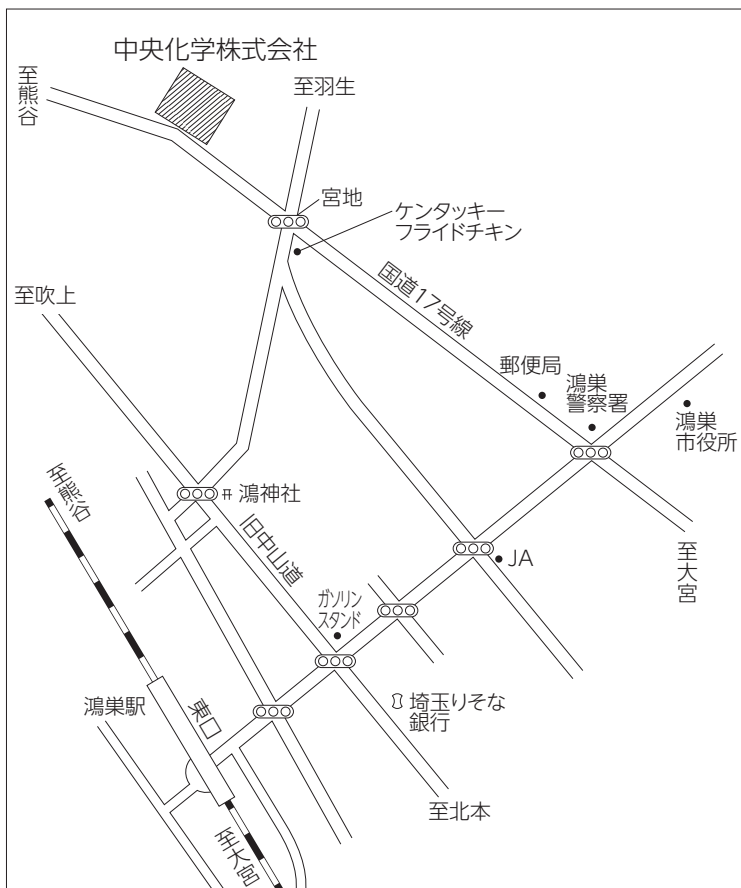 中央化学株式会社
至熊谷
至羽生
宮地
ケンタッキー
フライドチキン
国道17号線
至吹上
郵便局
鴻巣
警察署
鴻巣
市役所
至熊谷
鴻神社
旧中山道
至大宮
JA
ガソリン
スタンド
鴻巣駅
東口
埼玉りそな
銀行
至北本
至大宮